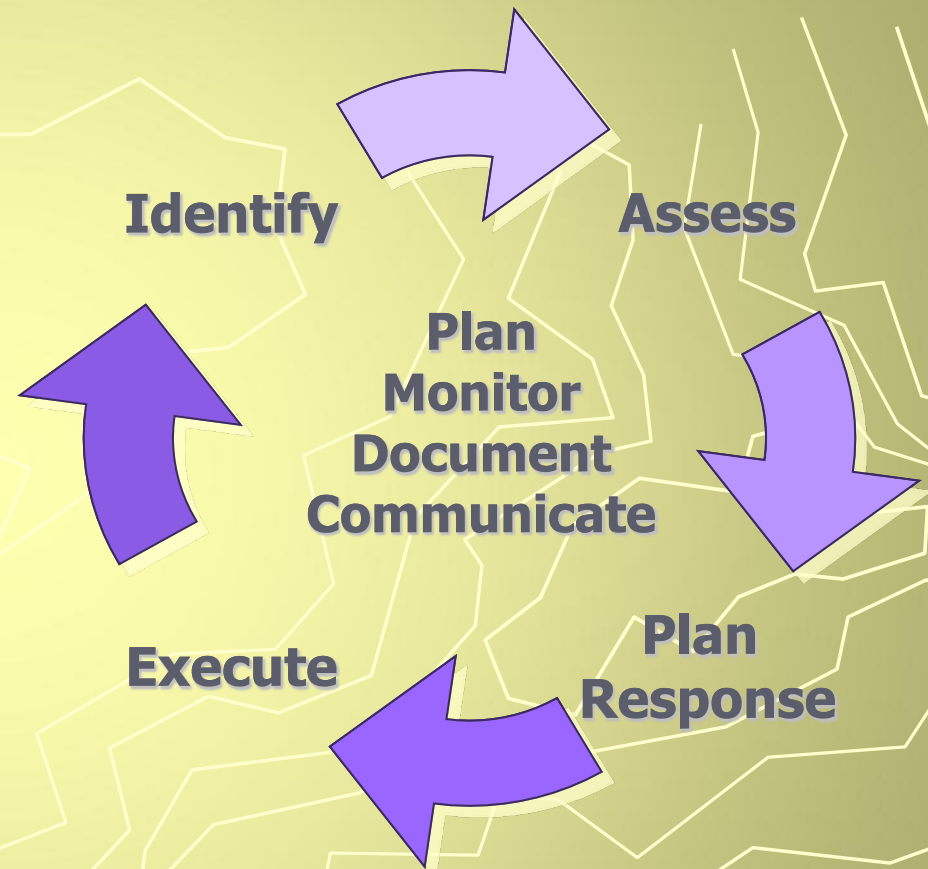 Identify
Assess
Plan
Monitor
Document
Communicate
Plan
Response
Execute